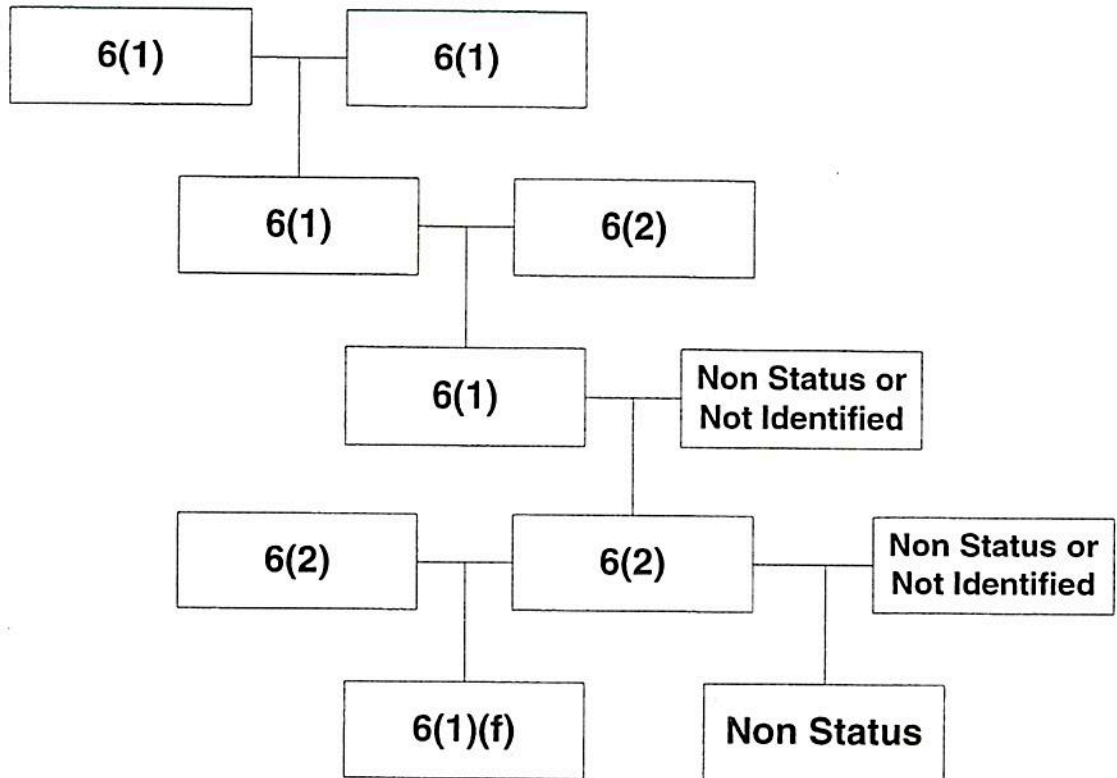 6(1)
6(1)
6(1)
6(2)
6(1)
Non Status or
Not Identified
6(2)
6(2)
Non Status or
Not Identified
6(1)(f)
Non Status